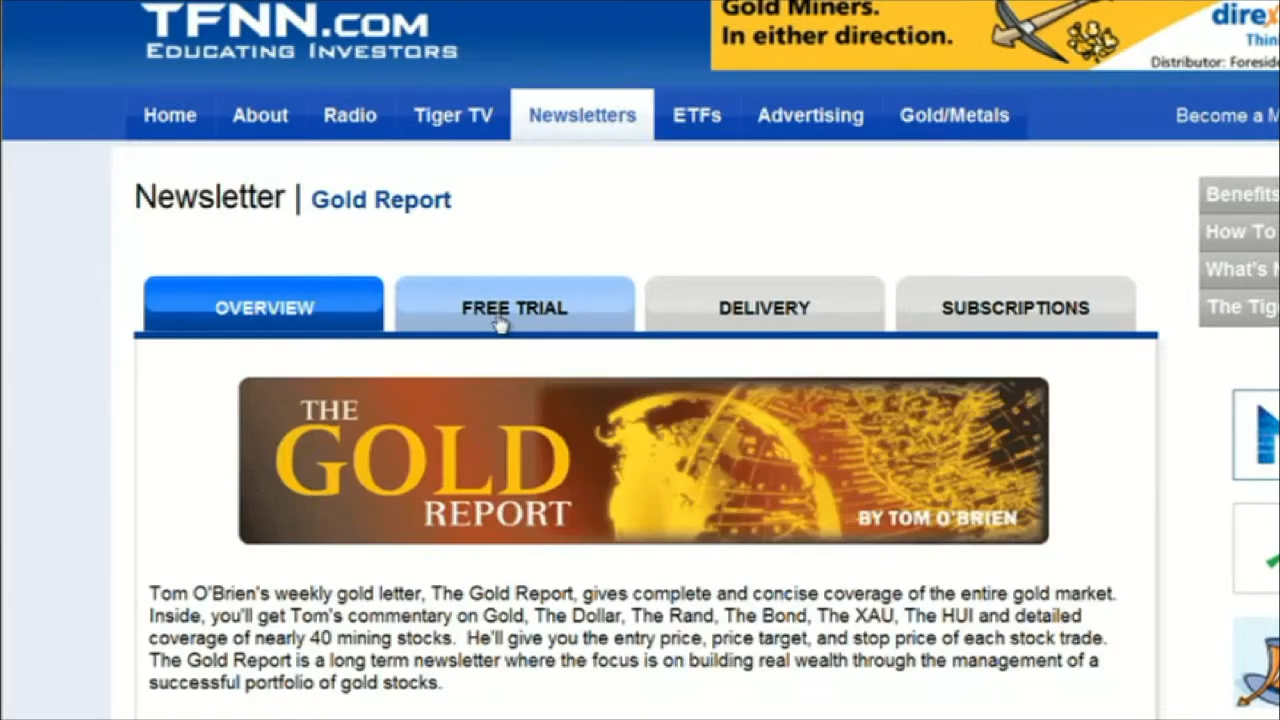 TFNN.COM
EDUCATING INVESTORS
Gold Miners.
In either direction.
Distributor:
Home About Radio Tiger TV Newsletters ETFs Advertising Gold/Metals Become a
Newsletter | Gold Report
Benefits
How To
What's
The
OVERVIEW FREE TRIAL DELIVERY SUBSCRIPTIONS
THE
GOLD
REPORT
BY TOM O'BRIEN
Tom O'Brien's weekly gold letter, The Gold Report, gives complete and concise coverage of the entire gold market.
Inside, you'll get Tom's commentary on Gold, The Dollar, The Rand, The Bond, The XAU, The HUI and detailed
coverage of nearly 40 mining stocks. He'll give you the entry price, price target, and stop price of each stock trade.
The Gold Report is a long term newsletter where the focus is on building real wealth through the management of a
successful portfolio of gold stocks.